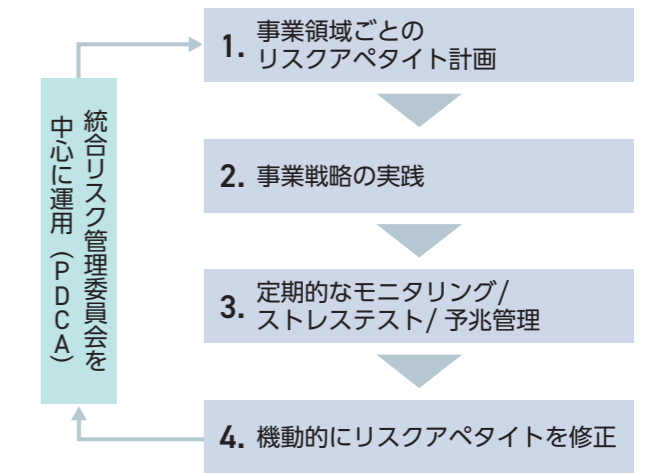 1. 事業領域ごとの
リスクアペタイト計画
2. 事業戦略の実践
3. 定期的なモニタリング/
ストレステスト/ 予兆管理
4. 機動的にリスクアペタイトを修正
統合リスク管理委員会を
中心に運用（PDCA）